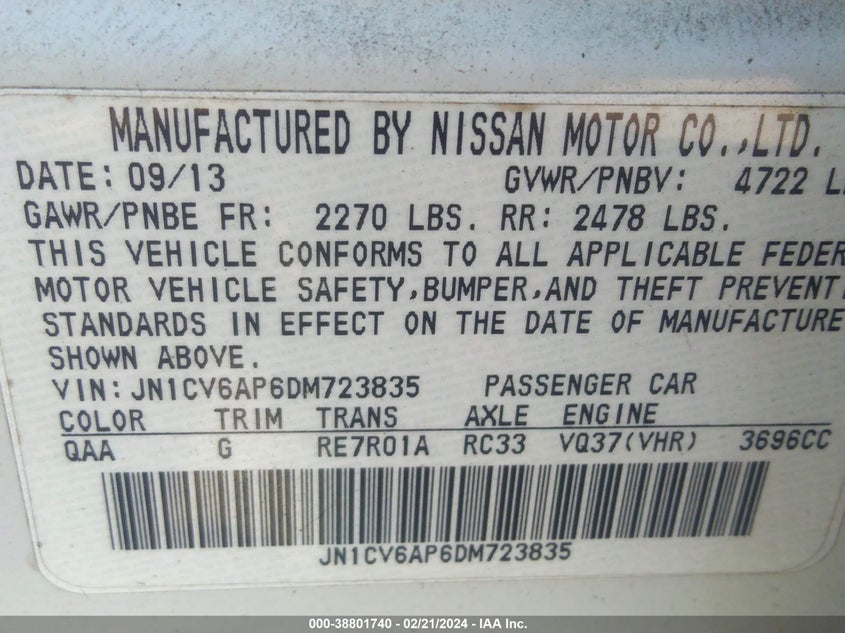 MANUFACTURED BY NISSAN MOTOR CO.,LTD.
DATE: 09/13 GVWR/PNBV: 4722 L
GAWR/PNBE FR: 2270 LBS. RR: 2478 LBS.
THIS VEHICLE CONFORMS TO ALL APPLICABLE FEDER
MOTOR VEHICLE SAFETY,BUMPER,AND THEFT PREVENTI
STANDARDS IN EFFECT ON THE DATE OF MANUFACTURE
SHOWN ABOVE.
VIN: JN1CV6AP6DM723835 PASSENGER CAR
COLOR TRIM TRANS AXLE ENGINE
QAA G RE7R01A RC33 VQ37(VHR) 3696CC
JN1CV6AP6DM723835
000-38801740 - 02/21/2024 - IAA Inc.